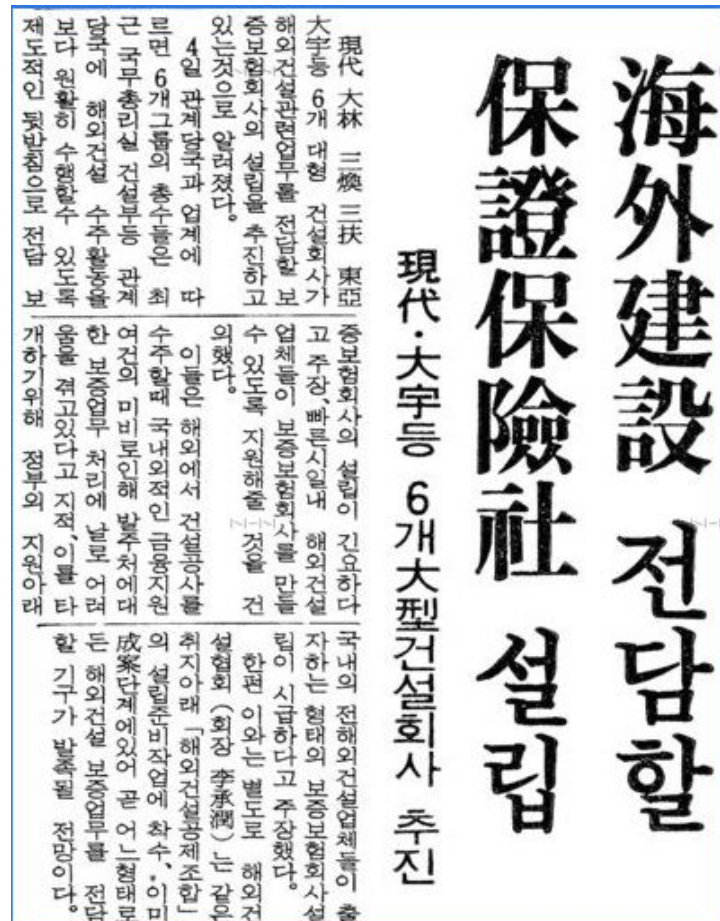 海外建設 전담할
保證保險社 설립
現代·大宇등 6개大型건설회사 추진
現代 大林 三煥 三扶 東亞
大宇등 6개 대형 건설회사가
해외건설관련업무를 전담할 보
증보험회사의 설립을 추진하고
있는것으로 알려졌다.
4일 관계당국과 업계에 따
르면 6개그룹의 총수들은 최
근 국무총리실 건설부등 관계
당국에 해외건설 수주활동을
보다 원활히 수행할수 있도록
제도적인 뒷받침으로 전담 보
증보험회사의 설립이 긴요하다
고 주장, 빠른시일내 해외건설
업체들이 보증보험회사를 만들
수 있도록 지원해줄 것을 건
의했다.
이들은 해외에서 건설공사를
수주할때 국내외적인 금융지원
여건의 미비로인해 발주처에대
한 보증업무 처리에 날로 어려
움을 겪고있다고 지적, 이를 타
개하기위해 정부의 지원아래
국내의 전해외건설업체들이 출
자하는 형태의 보증보험회사설
립이 시급하다고 주장했다.
한편 이와는 별도로 해외건
설협회 (회장 李承潤)는 같은
취지아래 「해외건설공제조합」
의 설립준비작업에 착수, 이미
成案단계에있어 곧 어느형태로
든 해외건설 보증업무를 전담
할 기구가 발족될 전망이다.